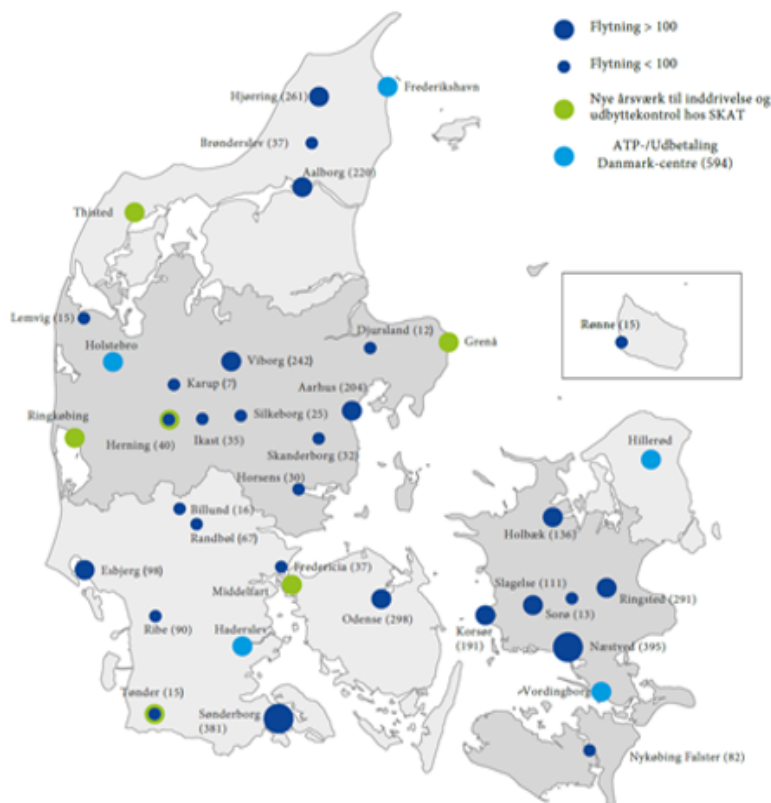 Flytning > 100
Flytning < 100
Nye årsværk til inddrivelse og
udbyttekontrol hos SKAT
ATP-/Udbetaling
Danmark-centre (594)
Hjørring (261)
Frederikshavn
Brønderslev (37)
Aalborg (220)
Thisted
Lemvig (15)
Djursland (12)
Rønne (15)
Holstebro
Viborg (242)
Grenå
Karup (7)
Aarhus (204)
Ringkøbing
Silkeborg (25)
Herning (40)
Ikast (35)
Skanderborg (32)
Hillerød
Horsens (30)
Billund (16)
Randbøl (67)
Holbæk (136)
Esbjerg (98)
Fredericia (37)
Middelfart
Slagelse (111)
Ringsted (291)
Odense (298)
Sorø (13)
Ribe (90)
Korsør
(191)
Haderslev
Næstved (395)
Tønder (15)
Vordingborg
Sønderborg
(381)
Nykøbing Falster (82)